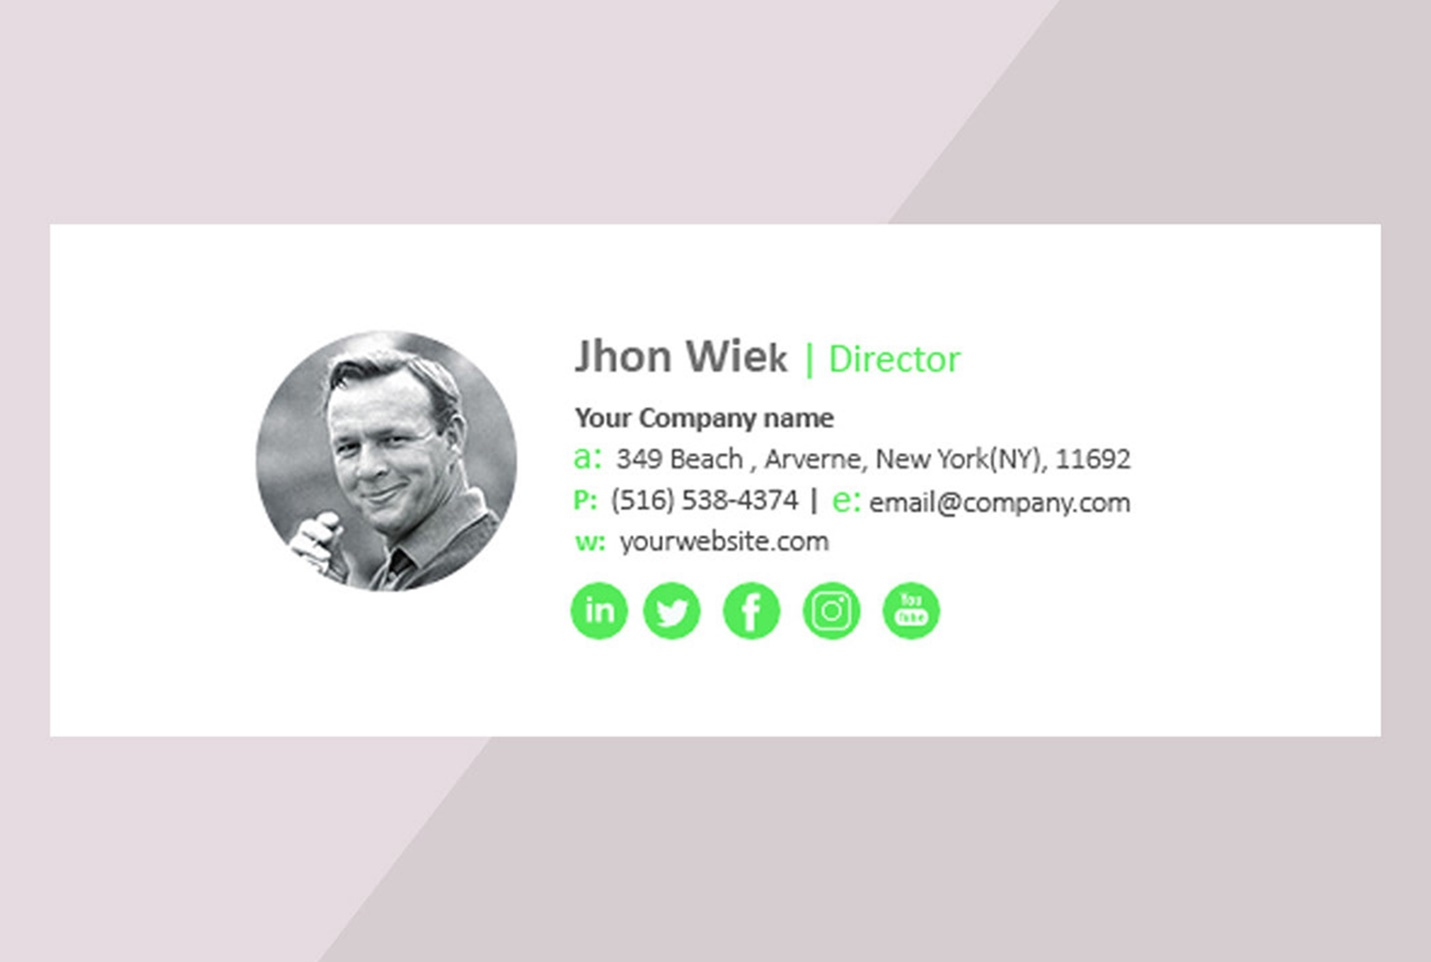 Jhon Wiek | Director
Your Company name
a: 349 Beach , Arverne, New York(NY), 11692
P: (516) 538-4374 | e: email@company.com
w: yourwebsite.com
in f You Tube